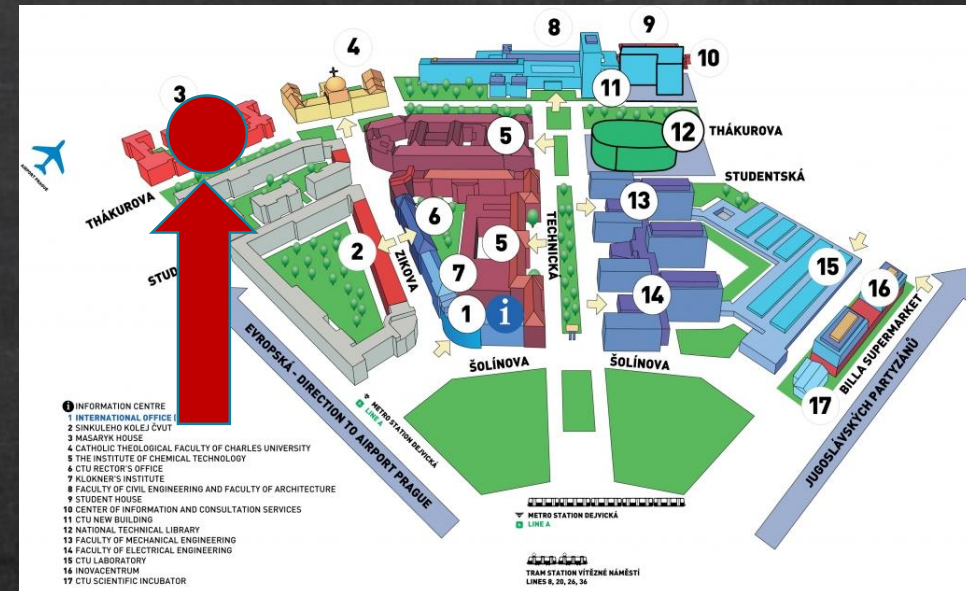 8
9
10
4
3
11
5
12
THÁKUROVA
AIRPORT PRAGUE
STUDENTSKÁ
THÁKUROVA
13
6
TECHNICKÁ
2
ZIKOVA
5
15
7
16
14
1
i
BILLA SUPERMARKET
ŠOLÍNOVA
ŠOLÍNOVA
EVROPSKÁ - DIRECTION TO AIRPORT PRAGUE
17
JUGOSLÁVSKÝCH PARTYZÁNŮ
METRO STATION DEJVICKÁ
LINE A
i INFORMATION CENTRE
1 INTERNATIONAL OFFICE
2 SINKULEHO KOLEJ ČVUT
3 MASARYK HOUSE
4 CATHOLIC THEOLOGICAL FACULTY OF CHARLES UNIVERSITY
5 THE INSTITUTE OF CHEMICAL TECHNOLOGY
6 CTU RECTOR'S OFFICE
7 KLOKNER'S INSTITUTE
8 FACULTY OF CIVIL ENGINEERING AND FACULTY OF ARCHITECTURE
9 STUDENT HOUSE
10 CENTER OF INFORMATION AND CONSULTATION SERVICES
11 CTU NEW BUILDING
12 NATIONAL TECHNICAL LIBRARY
13 FACULTY OF MECHANICAL ENGINEERING
14 FACULTY OF ELECTRICAL ENGINEERING
15 CTU LABORATORY
16 INOVACENTRUM
17 CTU SCIENTIFIC INCUBATOR
METRO STATION DEJVICKÁ
LINE A
TRAM STATION VÍTĚZNÉ NÁMĚSTÍ
LINES 8, 20, 26, 36